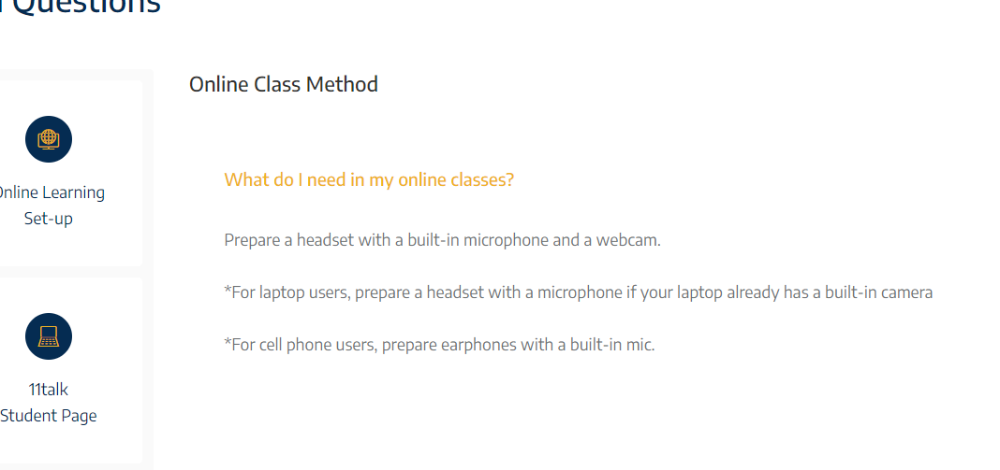 Questions
Online Class Method
What do I need in my online classes?
Prepare a headset with a built-in microphone and a webcam.
*For laptop users, prepare a headset with a microphone if your laptop already has a built-in camera
*For cell phone users, prepare earphones with a built-in mic.
Online Learning
Set-up
11talk
Student Page